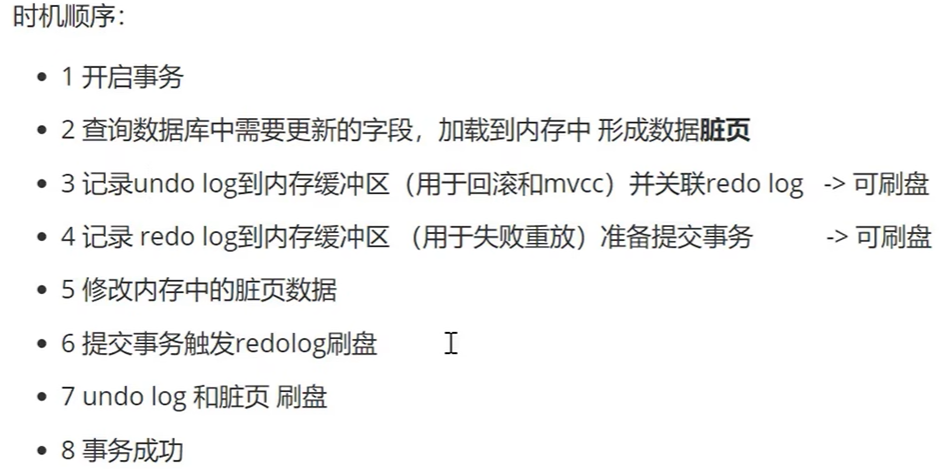 时机顺序：
1 开启事务
2 查询数据库中需要更新的字段，加载到内存中 形成数据脏页
3 记录undo log到内存缓冲区（用于回滚和mvcc）并关联redo log -> 可刷盘
4 记录 redo log到内存缓冲区 （用于失败重放）准备提交事务 -> 可刷盘
5 修改内存中的脏页数据
6 提交事务触发redolog刷盘
7 undo log 和脏页 刷盘
8 事务成功